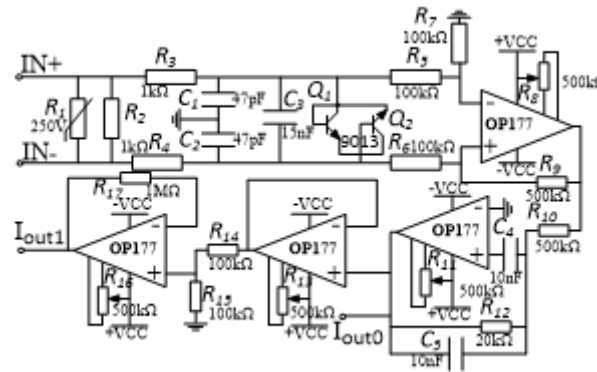 IN+
R1
250V
R2
R3
1kΩ
C1
47pF
C2
47pF
C3
15nF
Q1
Q2
9013
R5
100kΩ
R7
100kΩ
+VCC
R8
500kΩ
OP177
-VCC
IN-
1kΩ
R4
R6
100kΩ
R9
500kΩ
R10
500kΩ
R17
1MΩ
-VCC
OP177
Iout1
R16
500kΩ
+VCC
R14
100kΩ
R15
100kΩ
-VCC
OP177
R13
500kΩ
+VCC
Iout0
-VCC
OP177
R11
500kΩ
+VCC
C4
10nF
R12
20kΩ
C5
10nF